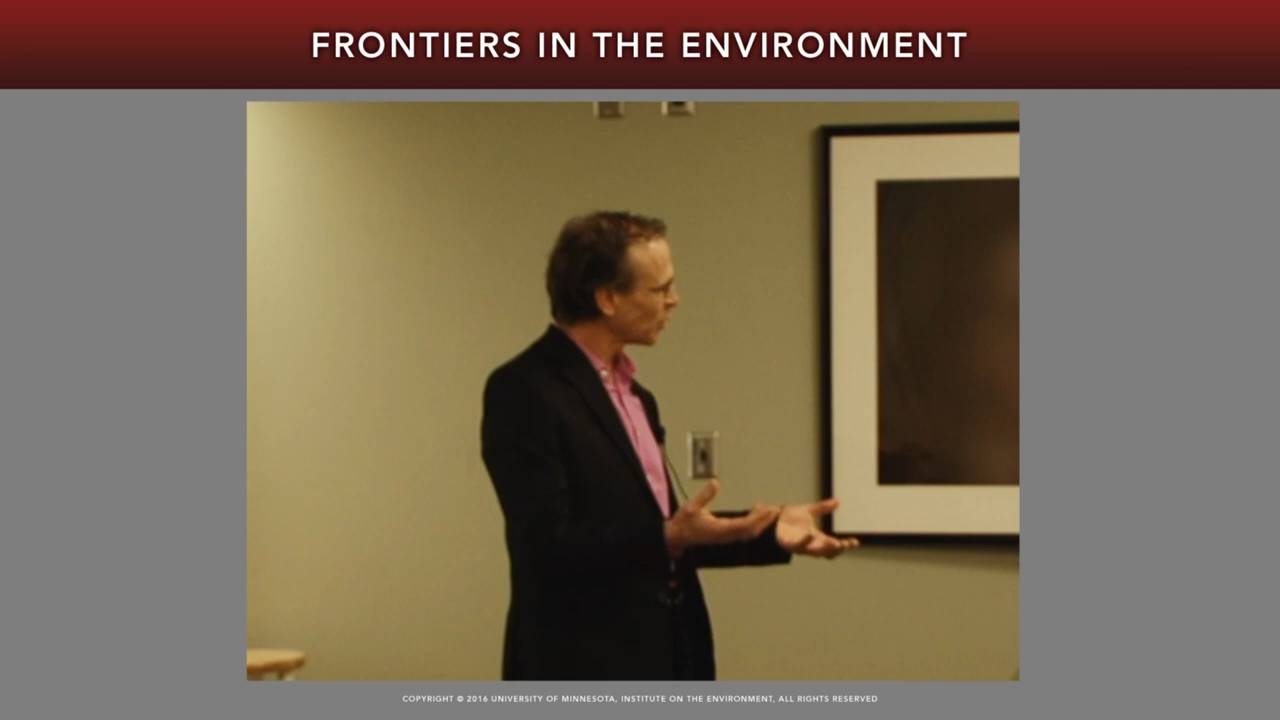 FRONTIERS IN THE ENVIRONMENT
COPYRIGHT © 2016 UNIVERSITY OF MINNESOTA, INSTITUTE ON THE ENVIRONMENT, ALL RIGHTS RESERVED